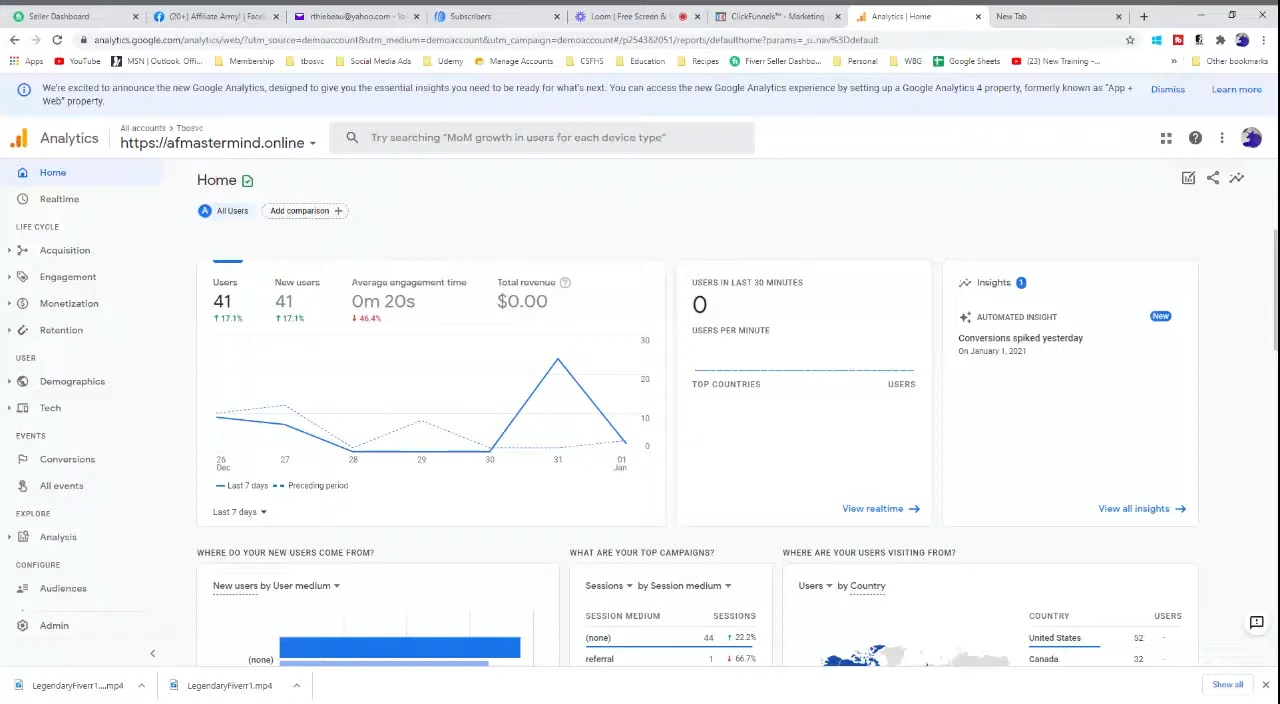 Seller Dashboard
(20+) Affiliate Army! | Face
rthiebeau@yahoo.com - Ya
Subscribers
Loom | Free Screen &
ClickFunnels™ - Marketing
Analytics | Home
New Tab
analytics.google.com/analytics/web/?utm_source=demoaccount&utm_medium=demoaccount&utm_campaign=demoaccount#/p254382051/reports/defaulthome?params=_u..nav%3Ddefault
Apps
YouTube
MSN | Outlook, Offi...
Membership
tbosvc
Social Media Ads
Udemy
Manage Accounts
CSFHS
Education
Recipes
Fiverr Seller Dashbo...
Personal
WBG
Google Sheets
(23) New Training -...
»
Other bookmarks
We're excited to announce the new Google Analytics, designed to give you the essential insights you need to be ready for what's next. You can access the new Google Analytics experience by setting up a Google Analytics 4 property, formerly known as "App +
Web" property.
Dismiss
Learn more
Analytics
All accounts > Tbosvc
https://afmastermind.online
Try searching "MoM growth in users for each device type"
Home
Realtime
LIFE CYCLE
Acquisition
Engagement
Monetization
Retention
USER
Demographics
Tech
EVENTS
Conversions
All events
EXPLORE
Analysis
CONFIGURE
Audiences
Admin
Home
A All Users
Add comparison +
Users
41
↑ 17.1%
New users
41
↑ 17.1%
Average engagement time
0m 20s
↓ 46.4%
Total revenue
$0.00
30
20
10
0
26 27 28 29 30 31 01
Dec Jan
Last 7 days Preceding period
Last 7 days
USERS IN LAST 30 MINUTES
0
USERS PER MINUTE
TOP COUNTRIES USERS
View realtime →
Insights 1
AUTOMATED INSIGHT New
Conversions spiked yesterday
On January 1, 2021
View all insights →
WHERE DO YOUR NEW USERS COME FROM?
New users by User medium
(none)
WHAT ARE YOUR TOP CAMPAIGNS?
Sessions by Session medium
SESSION MEDIUM SESSIONS
(none) 44 ↑ 22.2%
referral 1 ↓ 66.7%
WHERE ARE YOUR USERS VISITING FROM?
Users by Country
COUNTRY USERS
United States 52 -
Canada 32 -
LegendaryFiverr1....mp4
LegendaryFiverr1.mp4
Show all